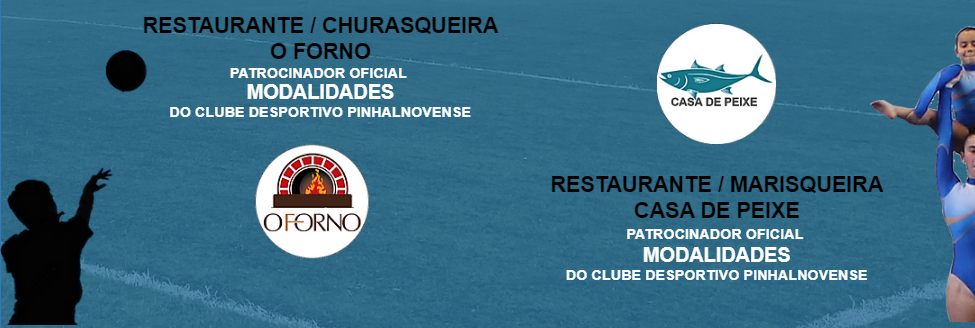 RESTAURANTE / CHURASQUEIRA
O FORNO
PATROCINADOR OFICIAL
MODALIDADES
DO CLUBE DESPORTIVO PINHALNOVENSE
O FORNO
CASA DE PEIXE
RESTAURANTE / MARISQUEIRA
CASA DE PEIXE
PATROCINADOR OFICIAL
MODALIDADES
DO CLUBE DESPORTIVO PINHALNOVENSE